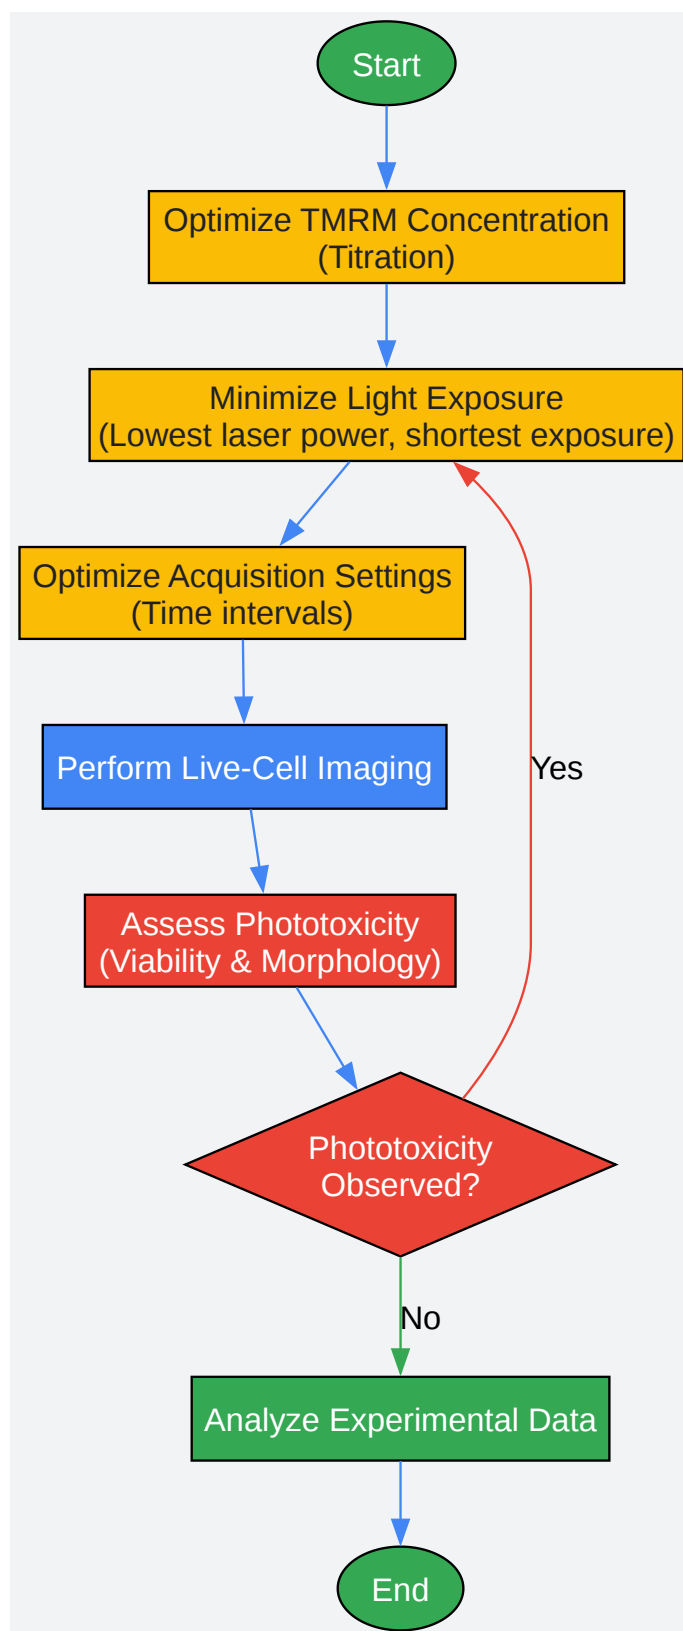 Start
Optimize TMRM Concentration
(Titration)
Minimize Light Exposure
(Lowest laser power, shortest exposure)
Optimize Acquisition Settings
(Time intervals)
Perform Live-Cell Imaging
Yes
Assess Phototoxicity
(Viability & Morphology)
Phototoxicity
Observed?
No
Analyze Experimental Data
End